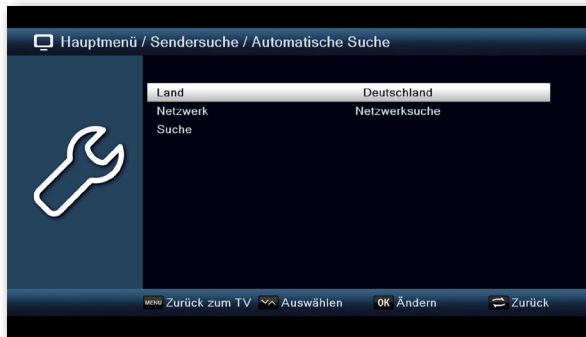 Hauptmenü / Sendersuche / Automatische Suche
Land Deutschland
Netzwerk Netzwerksuche
Suche
MENU Zurück zum TV Auswählen OK Ändern Zurück